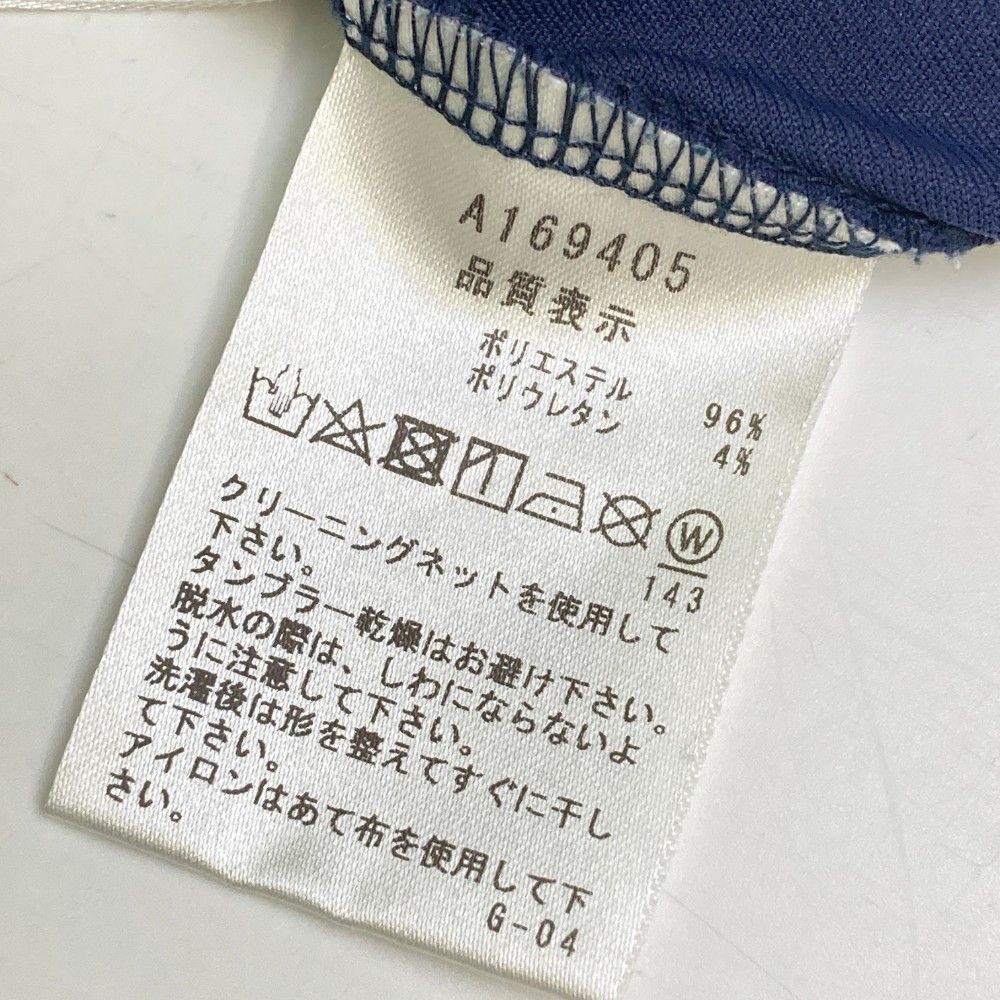 A169405
品質表示
ポリエステル 96%
ポリウレタン 4%
W
143
クリーニングネットを使用して
下さい。
タンブラー乾燥はお避け下さい。
脱水の際は、しわにならないよ
うに注意して下さい。
洗濯後は形を整えてすぐに干し
て下さい。
アイロンはあて布を使用して下
さい。
G-04